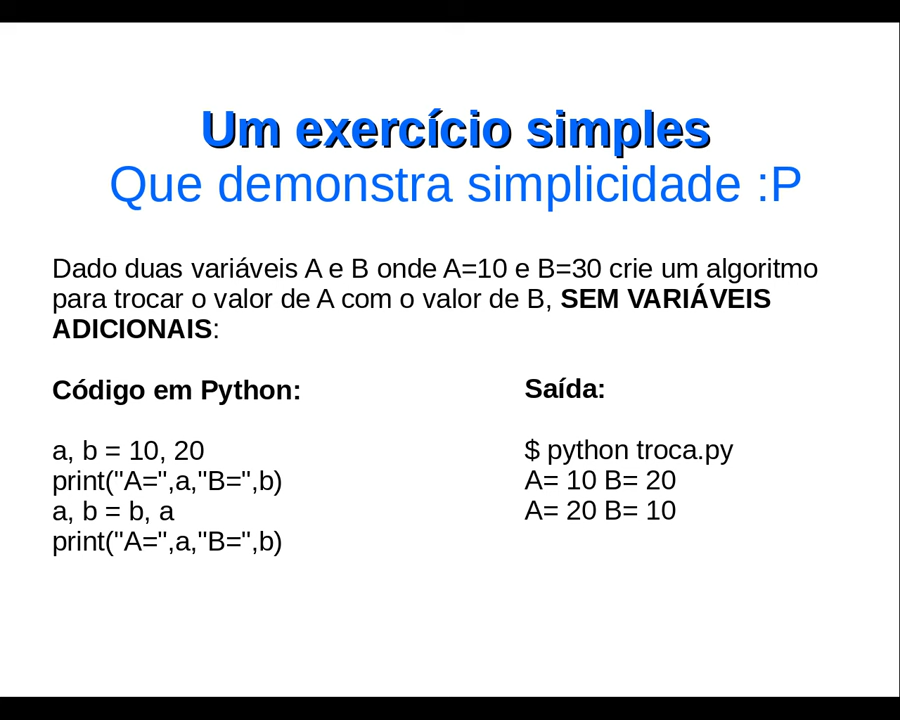 Um exercício simples
Que demonstra simplicidade :P
Dado duas variáveis A e B onde A=10 e B=30 crie um algoritmo
para trocar o valor de A com o valor de B, SEM VARIÁVEIS
ADICIONAIS:
Código em Python:
a, b = 10, 20
print("A=",a,"B=",b)
a, b = b, a
print("A=",a,"B=",b)
Saída:
$ python troca.py
A= 10 B= 20
A= 20 B= 10